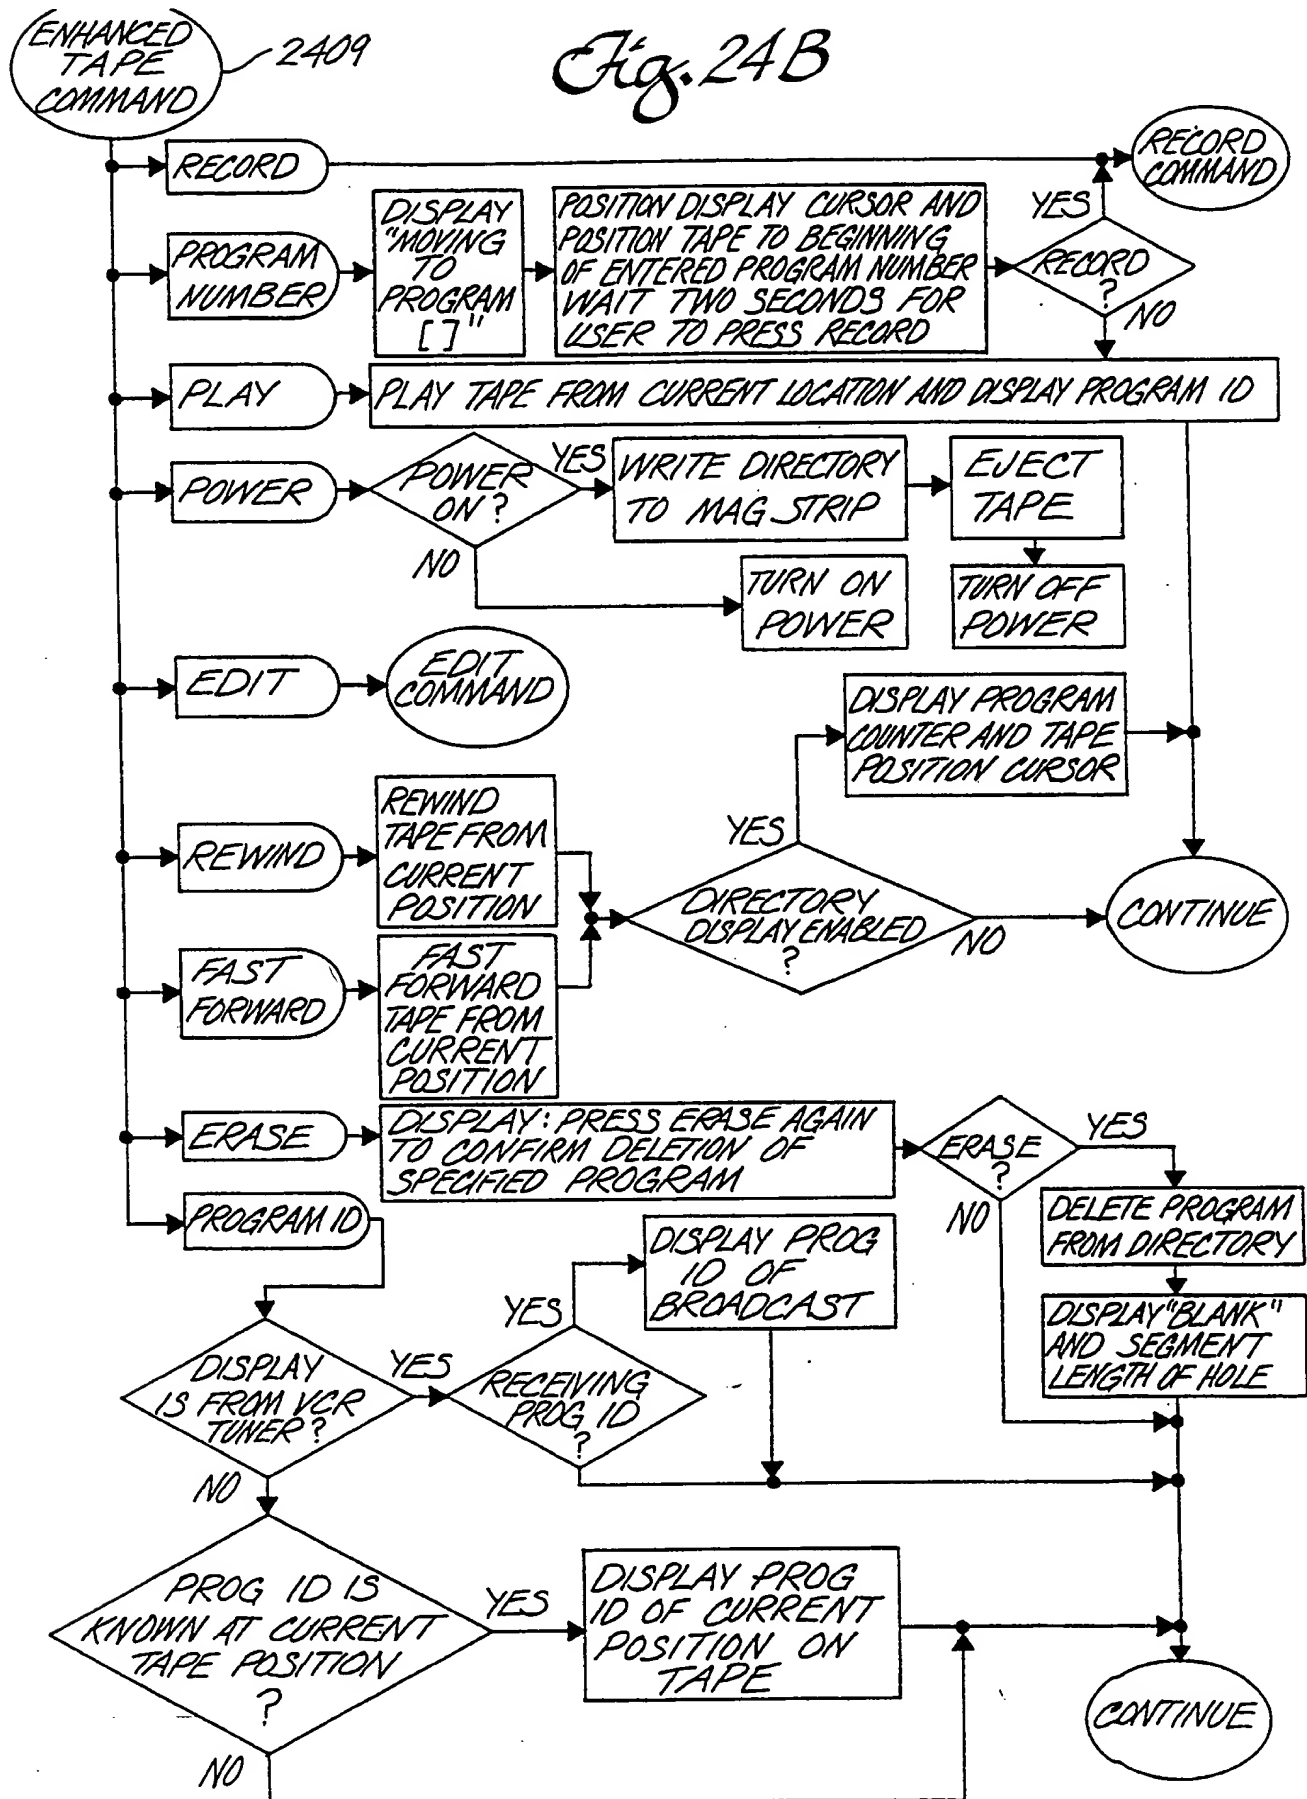 ENHANCED
TAPE
COMMAND
2409
Fig. 24B
RECORD
RECORD
COMMAND
PROGRAM
NUMBER
DISPLAY
"MOVING
TO
PROGRAM
[ ]"
POSITION DISPLAY CURSOR AND
POSITION TAPE TO BEGINNING
OF ENTERED PROGRAM NUMBER
WAIT TWO SECONDS FOR
USER TO PRESS RECORD
YES
RECORD
?
NO
PLAY
PLAY TAPE FROM CURRENT LOCATION AND DISPLAY PROGRAM ID
POWER
POWER
ON?
YES
WRITE DIRECTORY
TO MAG STRIP
EJECT
TAPE
NO
TURN ON
POWER
TURN OFF
POWER
EDIT
EDIT
COMMAND
DISPLAY PROGRAM
COUNTER AND TAPE
POSITION CURSOR
REWIND
REWIND
TAPE FROM
CURRENT
POSITION
YES
DIRECTORY
DISPLAY ENABLED
?
NO
CONTINUE
FAST
FORWARD
FAST
FORWARD
TAPE FROM
CURRENT
POSITION
ERASE
DISPLAY: PRESS ERASE AGAIN
TO CONFIRM DELETION OF
SPECIFIED PROGRAM
ERASE
?
YES
NO
DELETE PROGRAM
FROM DIRECTORY
DISPLAY "BLANK"
AND SEGMENT
LENGTH OF HOLE
PROGRAM ID
DISPLAY PROG
ID OF
BROADCAST
YES
DISPLAY
IS FROM VCR
TUNER?
YES
RECEIVING
PROG ID
?
NO
PROG ID IS
KNOWN AT CURRENT
TAPE POSITION
?
YES
DISPLAY PROG
ID OF CURRENT
POSITION ON
TAPE
NO
CONTINUE